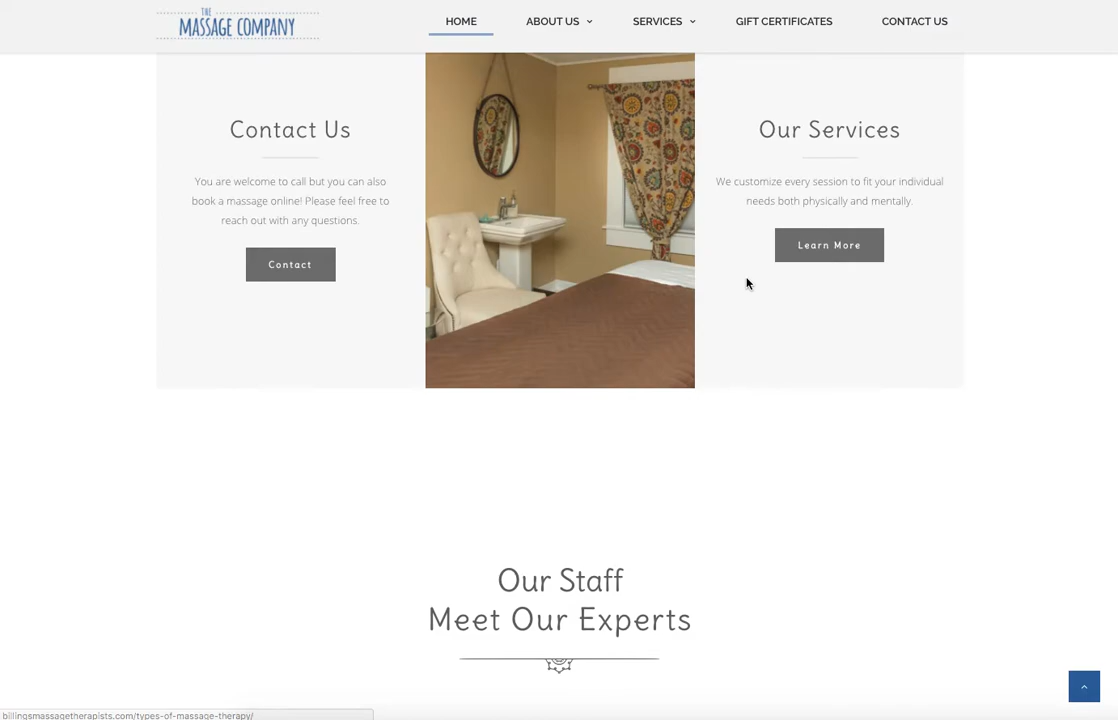 THE
MASSAGE COMPANY
HOME
ABOUT US
SERVICES
GIFT CERTIFICATES
CONTACT US
Contact Us
You are welcome to call but you can also
book a massage online! Please feel free to
reach out with any questions.
Contact
Our Services
We customize every session to fit your individual
needs both physically and mentally.
Learn More
Our Staff
Meet Our Experts
billingsmassagetherapists.com/types-of-massage-therapy/